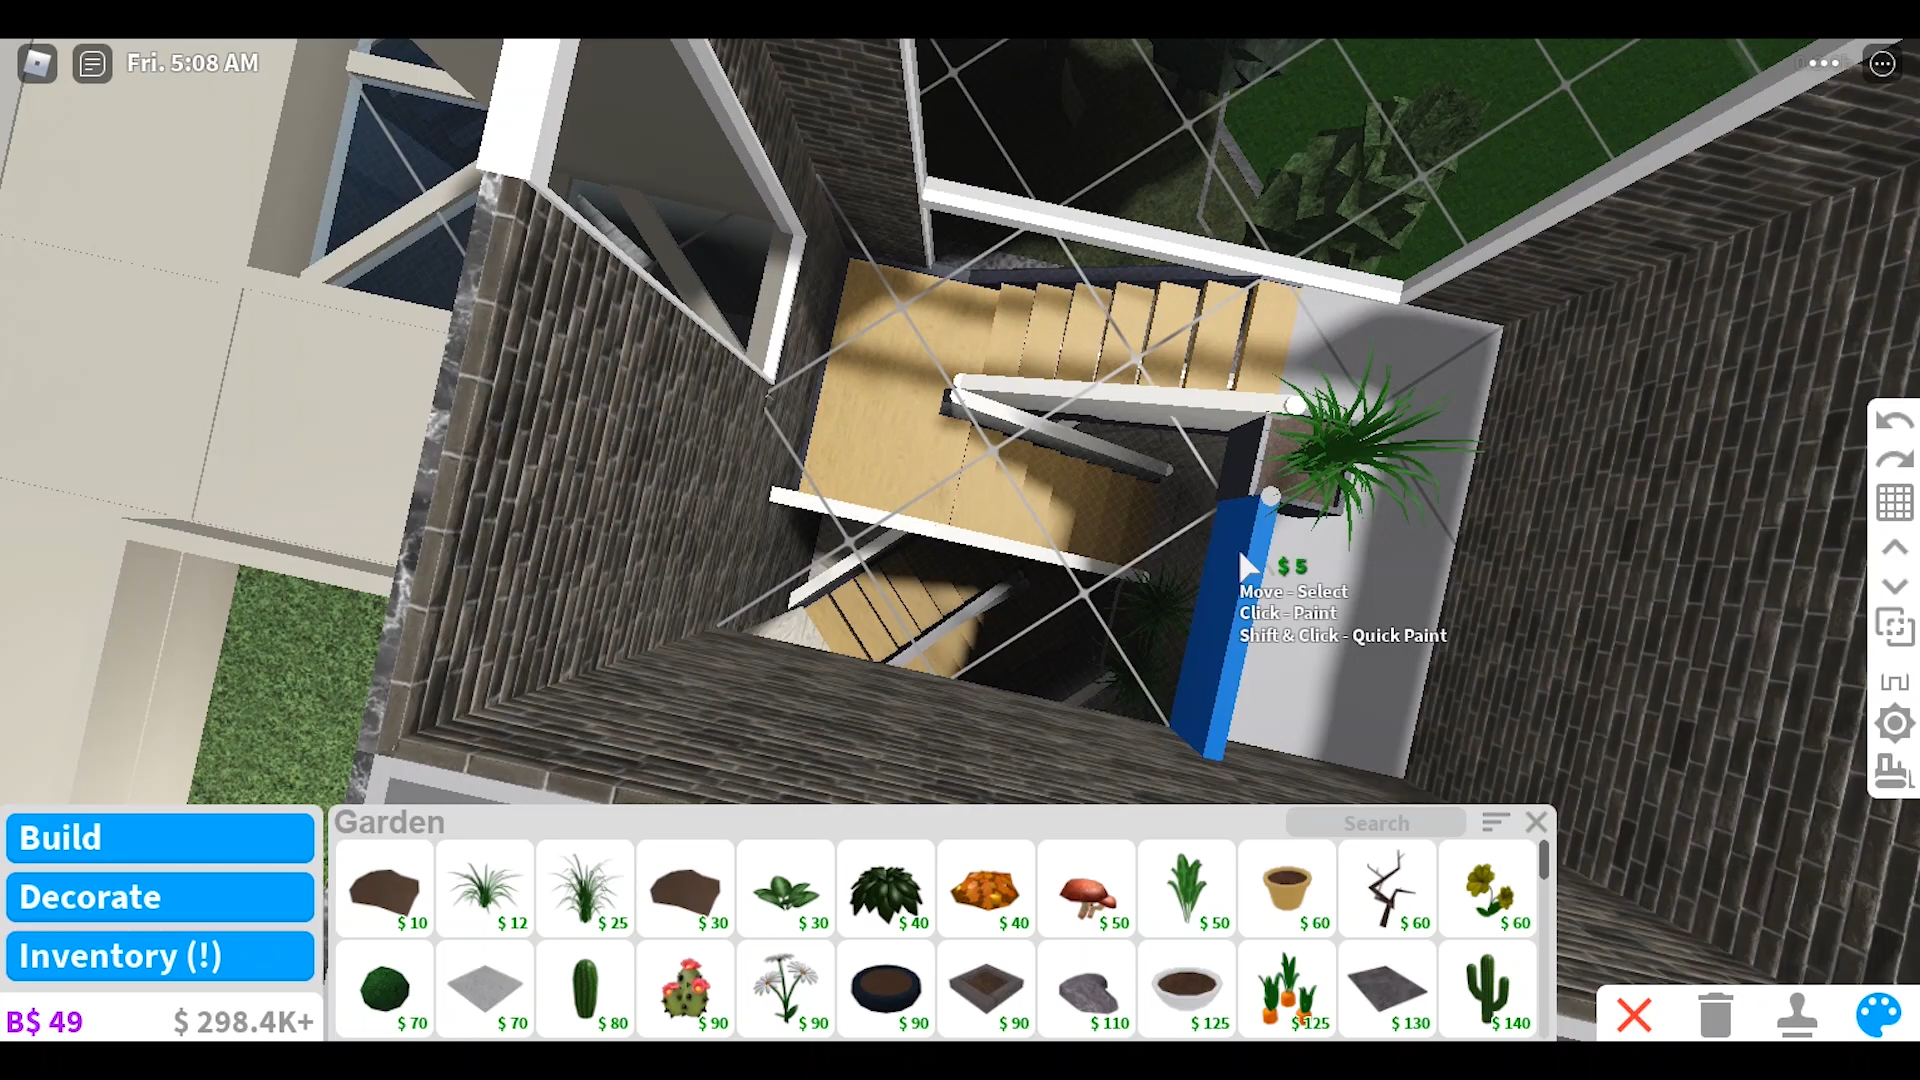 Fri. 5:08 AM
$ 5
Move - Select
Click - Paint
Shift & Click - Quick Paint
Build
Decorate
Inventory (!)
B$ 49
$ 298.4K+
Garden
Search
$ 10
$ 12
$ 25
$ 30
$ 30
$ 40
$ 40
$ 50
$ 50
$ 60
$ 60
$ 60
$ 70
$ 70
$ 80
$ 90
$ 90
$ 90
$ 90
$ 110
$ 125
$ 125
$ 130
$ 140